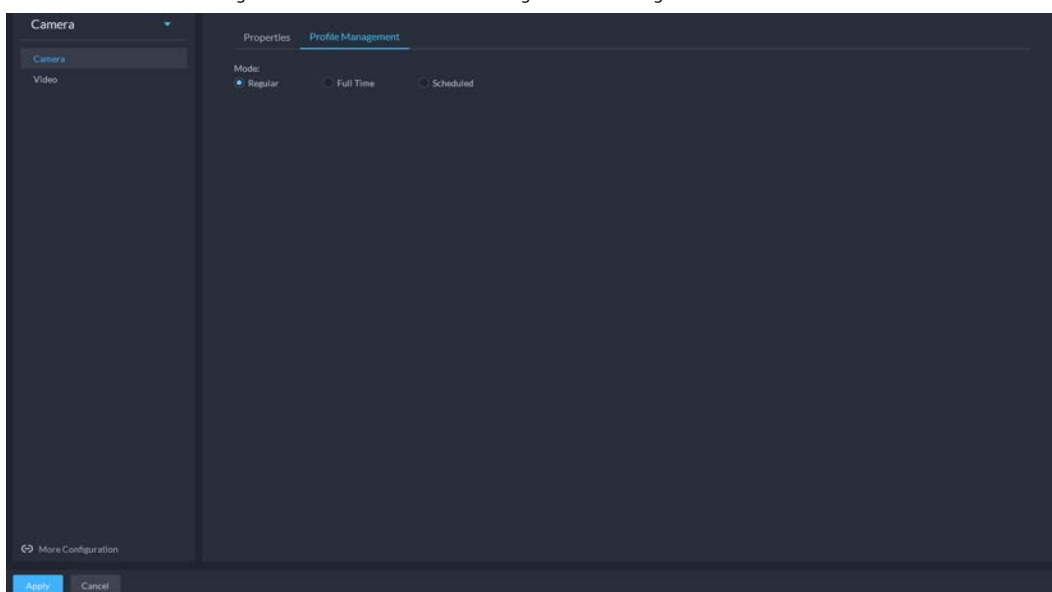 Camera
Properties Profile Management
Camera
Mode:
Video
Regular Full Time Scheduled
More Configuration
Apply Cancel